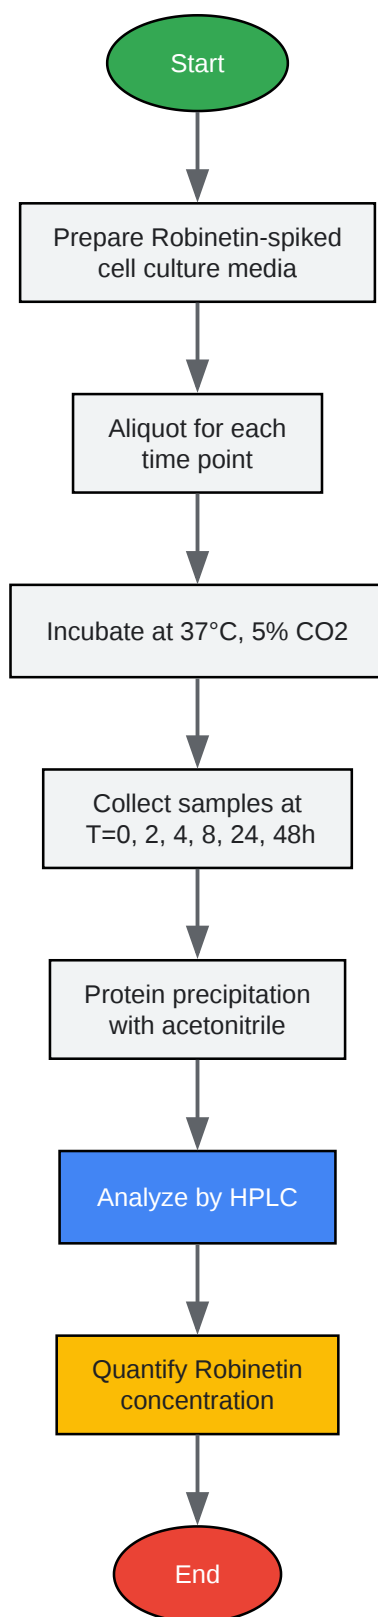 Start
Prepare Robinetin-spiked
cell culture media
Aliquot for each
time point
Incubate at 37°C, 5% CO2
Collect samples at
T=0, 2, 4, 8, 24, 48h
Protein precipitation
with acetonitrile
Analyze by HPLC
Quantify Robinetin
concentration
End